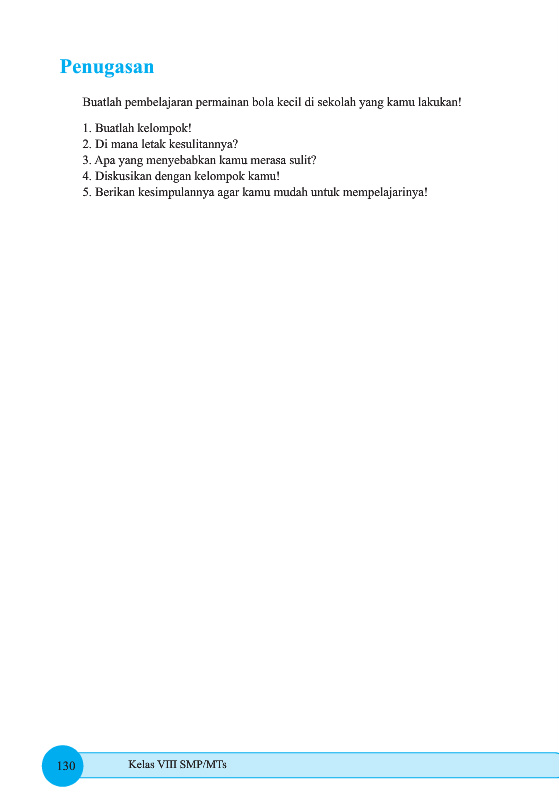 Penugasan
Buatlah pembelajaran permainan bola kecil di sekolah yang kamu lakukan!
1. Buatlah kelompok!
2. Di mana letak kesulitannya?
3. Apa yang menyebabkan kamu merasa sulit?
4. Diskusikan dengan kelompok kamu!
5. Berikan kesimpulannya agar kamu mudah untuk mempelajarinya!
130
Kelas VIII SMP/MTs